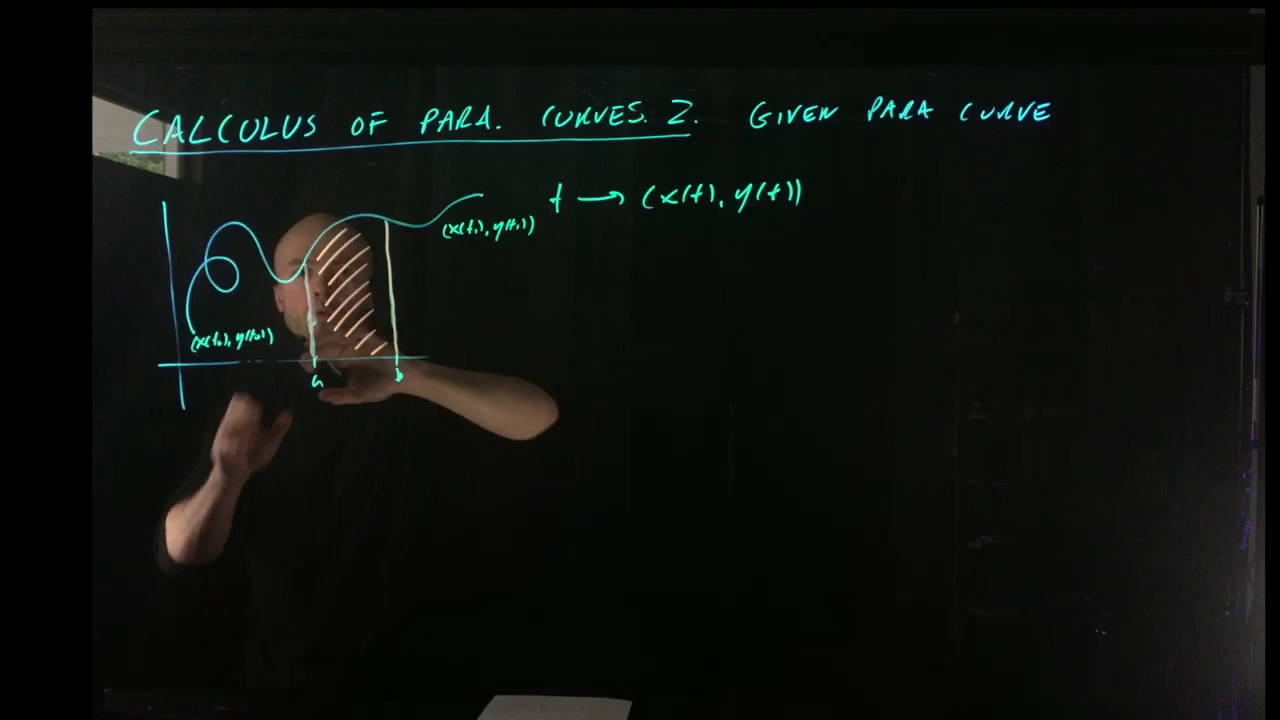 CALCULUS OF PARA. CURVES. 2. GIVEN PARA CURVE
t → (x(t), y(t))
(x(t₁), y(t₁))
(x(t₀), y(t₀))
a b